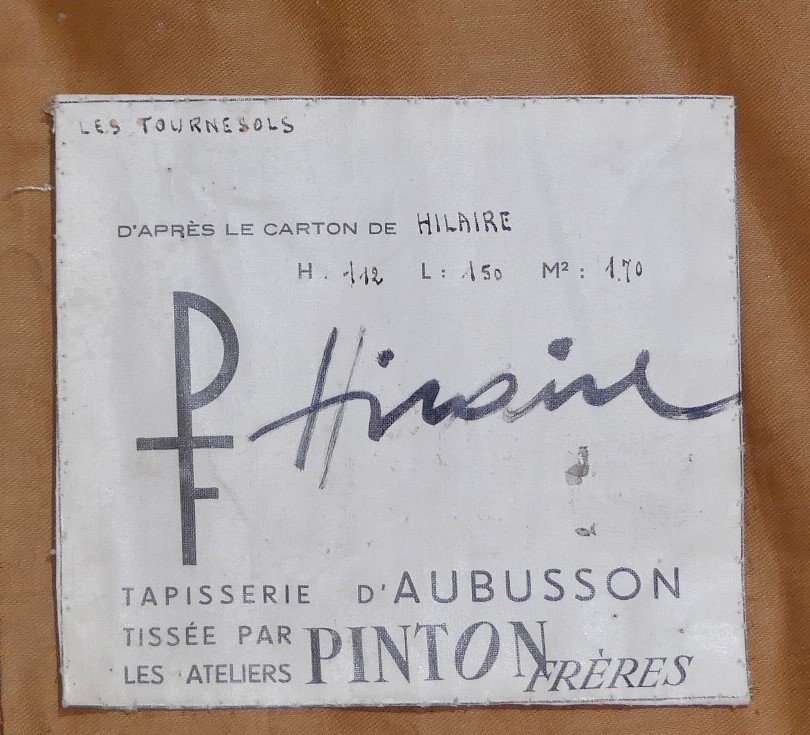 LES TOURNESOLS
D'APRÈS LE CARTON DE HILAIRE
H. 112 L: 150 M²: 1.70
PF
Hilaire
TAPISSERIE D'AUBUSSON
TISSÉE PAR
LES ATELIERS PINTON FRÈRES